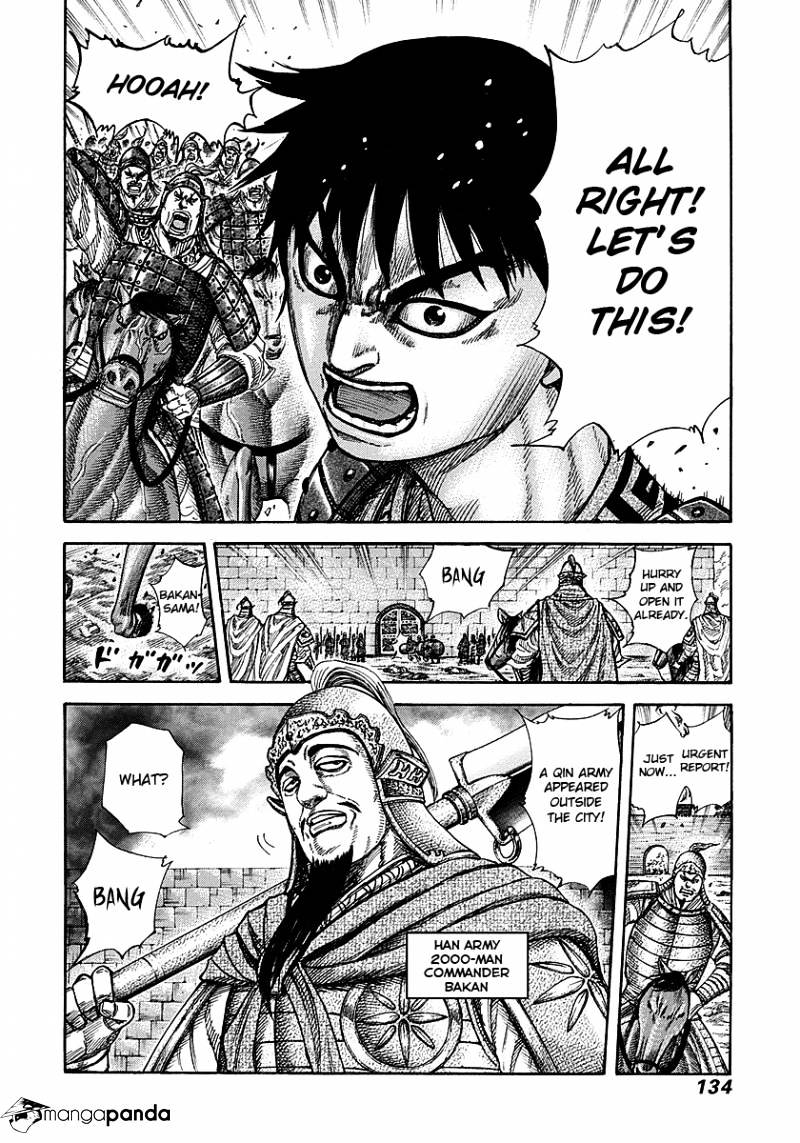 ALL
RIGHT!
LET'S
DO
THIS!
HOOAH!
HURRY
UP AND
OPEN IT
ALREADY.
BANG
BAKAN-
SAMA!
ドガガッ
URGENT
REPORT!
JUST
NOW...
A QIN ARMY
APPEARED
OUTSIDE
THE CITY!
WHAT?
BANG
HAN ARMY
2000-MAN
COMMANDER
BAKAN
134
mangapanda